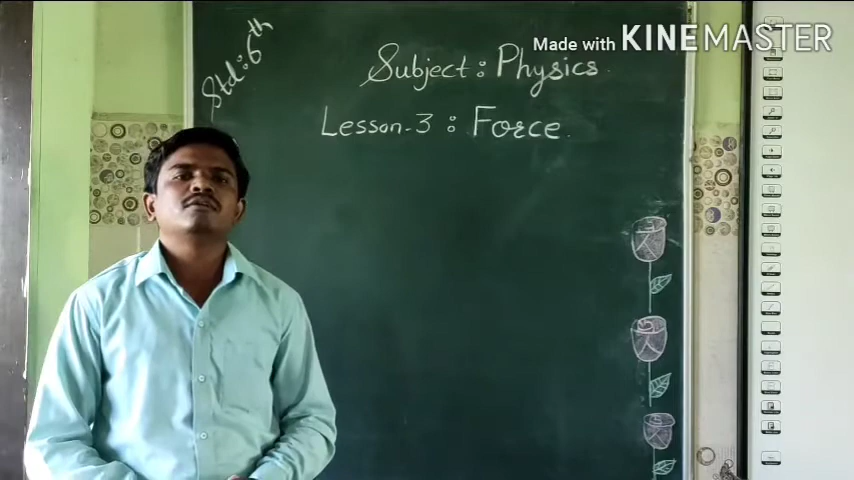 Made with KINEMASTER
Std : 6th
Subject : Physics
Lesson-3 : Force